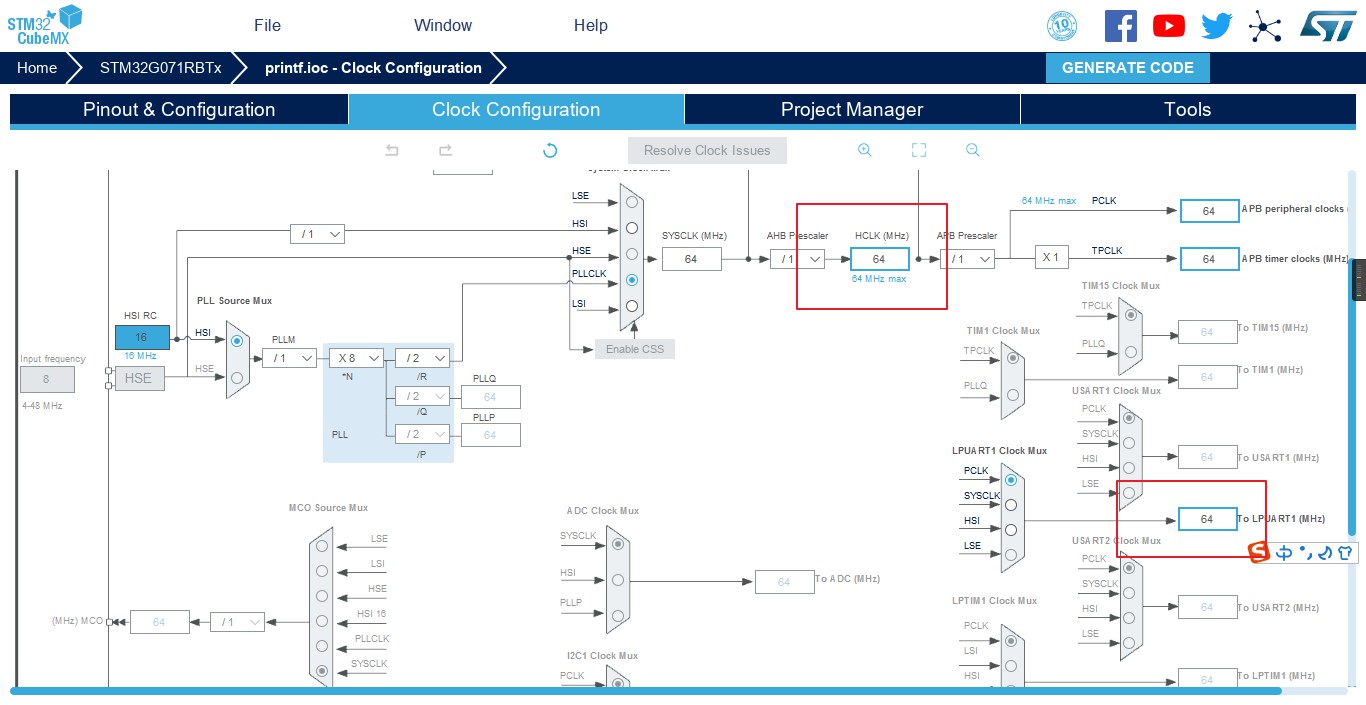 STM32
CubeMX
File
Window
Help
10
ST
Home
STM32G071RBTx
printf.ioc - Clock Configuration
GENERATE CODE
Pinout & Configuration
Clock Configuration
Project Manager
Tools
Resolve Clock Issues
System Clock Mux
LSE
HSI
HSE
PLLCLK
LSI
/ 1
Enable CSS
SYSCLK (MHz)
64
AHB Prescaler
/ 1
HCLK (MHz)
64
64 MHz max
APB Prescaler
/ 1
64 MHz max
PCLK
64
APB peripheral clocks
X 1
TPCLK
64
APB timer clocks (MHz)
PLL Source Mux
HSI RC
16
16 MHz
HSI
HSE
Input frequency
8
4-48 MHz
HSE
PLLM
/ 1
X 8
*N
/ 2
/R
/ 2
/Q
/ 2
/P
PLL
PLLQ
64
PLLP
64
TIM15 Clock Mux
TPCLK
PLLQ
64
To TIM15 (MHz)
TIM1 Clock Mux
TPCLK
PLLQ
64
To TIM1 (MHz)
USART1 Clock Mux
PCLK
SYSCLK
HSI
LSE
64
To USART1 (MHz)
LPUART1 Clock Mux
PCLK
SYSCLK
HSI
LSE
64
To LPUART1 (MHz)
USART2 Clock Mux
PCLK
SYSCLK
HSI
LSE
64
To USART2 (MHz)
LPTIM1 Clock Mux
PCLK
LSI
HSI
64
To LPTIM1 (MHz)
MCO Source Mux
LSE
LSI
HSE
HSI 16
PLLCLK
SYSCLK
(MHz) MCO
64
/ 1
ADC Clock Mux
SYSCLK
HSI
PLLP
64
To ADC (MHz)
I2C1 Clock Mux
PCLK
S
中